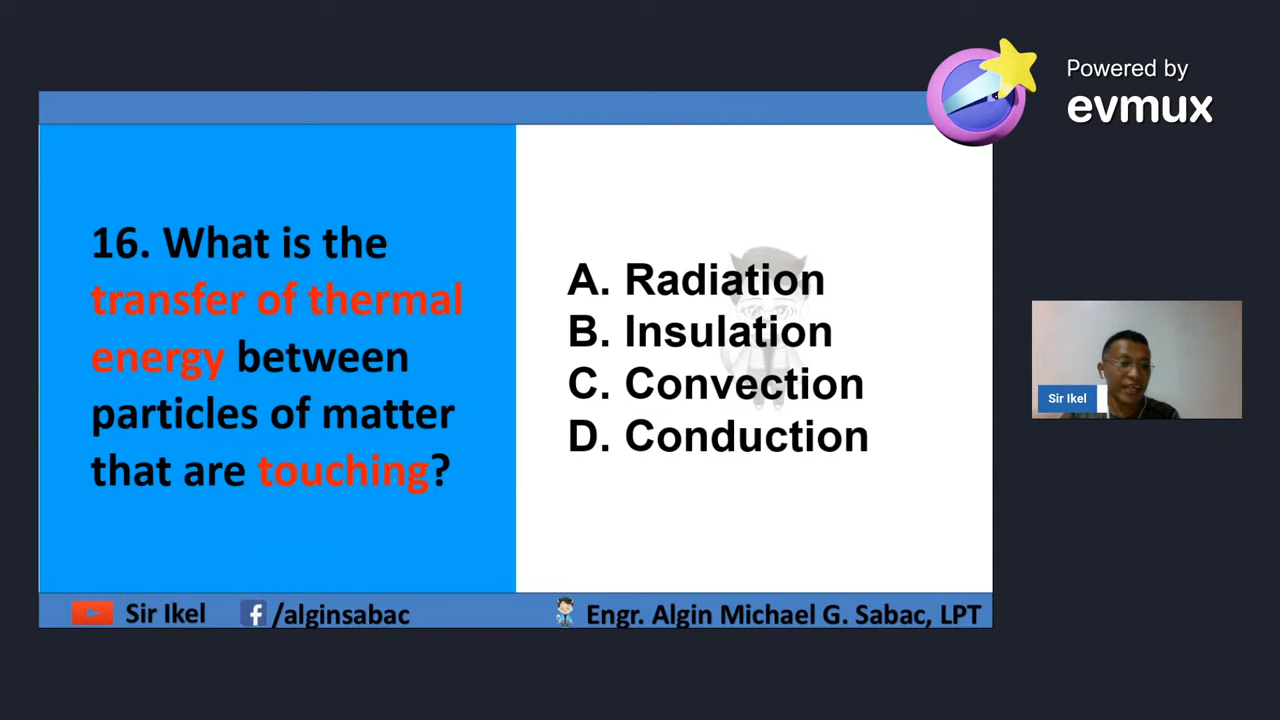 Powered by
evmux
16. What is the
transfer of thermal
energy between
particles of matter
that are touching?
A. Radiation
B. Insulation
C. Convection
D. Conduction
Sir Ikel
Sir Ikel
/alginsabac
Engr. Algin Michael G. Sabac, LPT